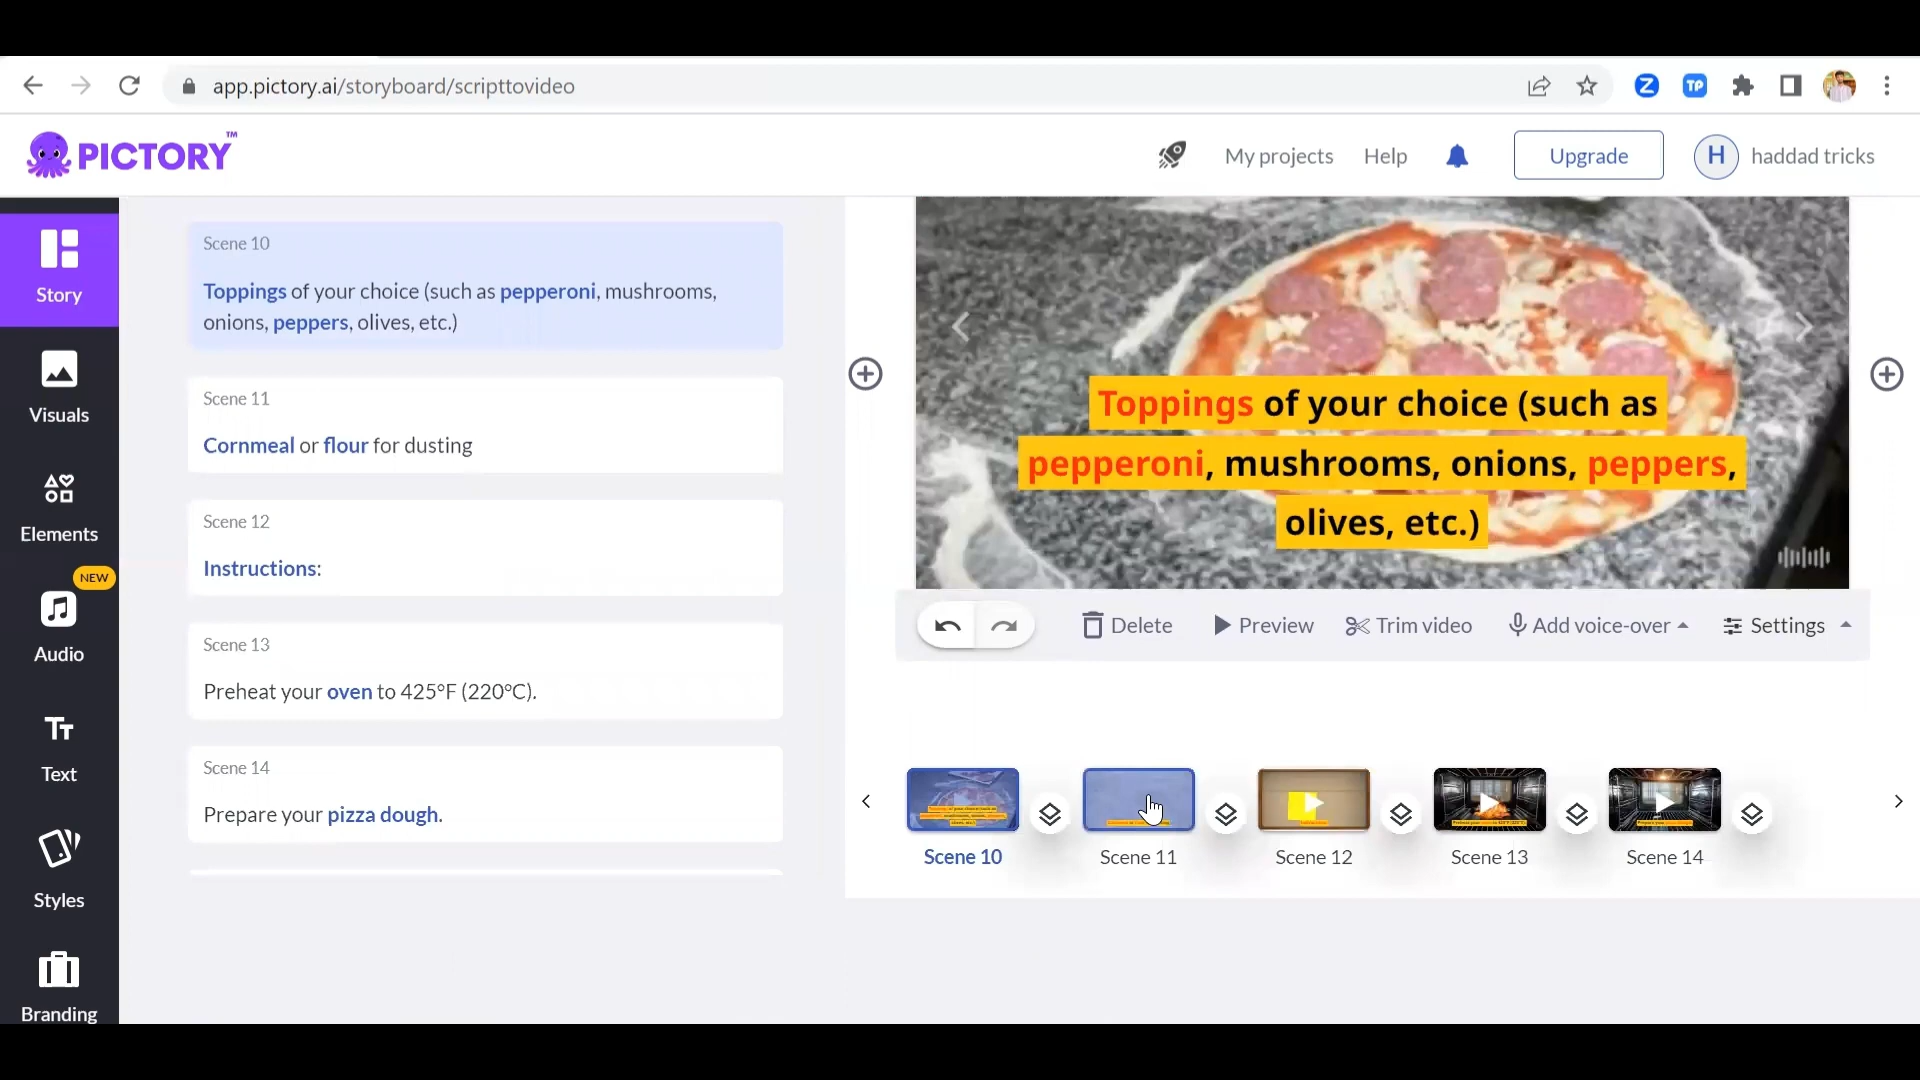 app.pictory.ai/storyboard/scripttovideo
Z
TP
PICTORY™
My projects
Help
Upgrade
H
haddad tricks
Story
Visuals
Elements
NEW
Audio
Text
Styles
Branding
Scene 10
Toppings of your choice (such as pepperoni, mushrooms,
onions, peppers, olives, etc.)
Scene 11
Cornmeal or flour for dusting
Scene 12
Instructions:
Scene 13
Preheat your oven to 425°F (220°C).
Scene 14
Prepare your pizza dough.
Toppings of your choice (such as
pepperoni, mushrooms, onions, peppers,
olives, etc.)
Delete
Preview
Trim video
Add voice-over
Settings
Scene 10
Scene 11
Scene 12
Scene 13
Scene 14